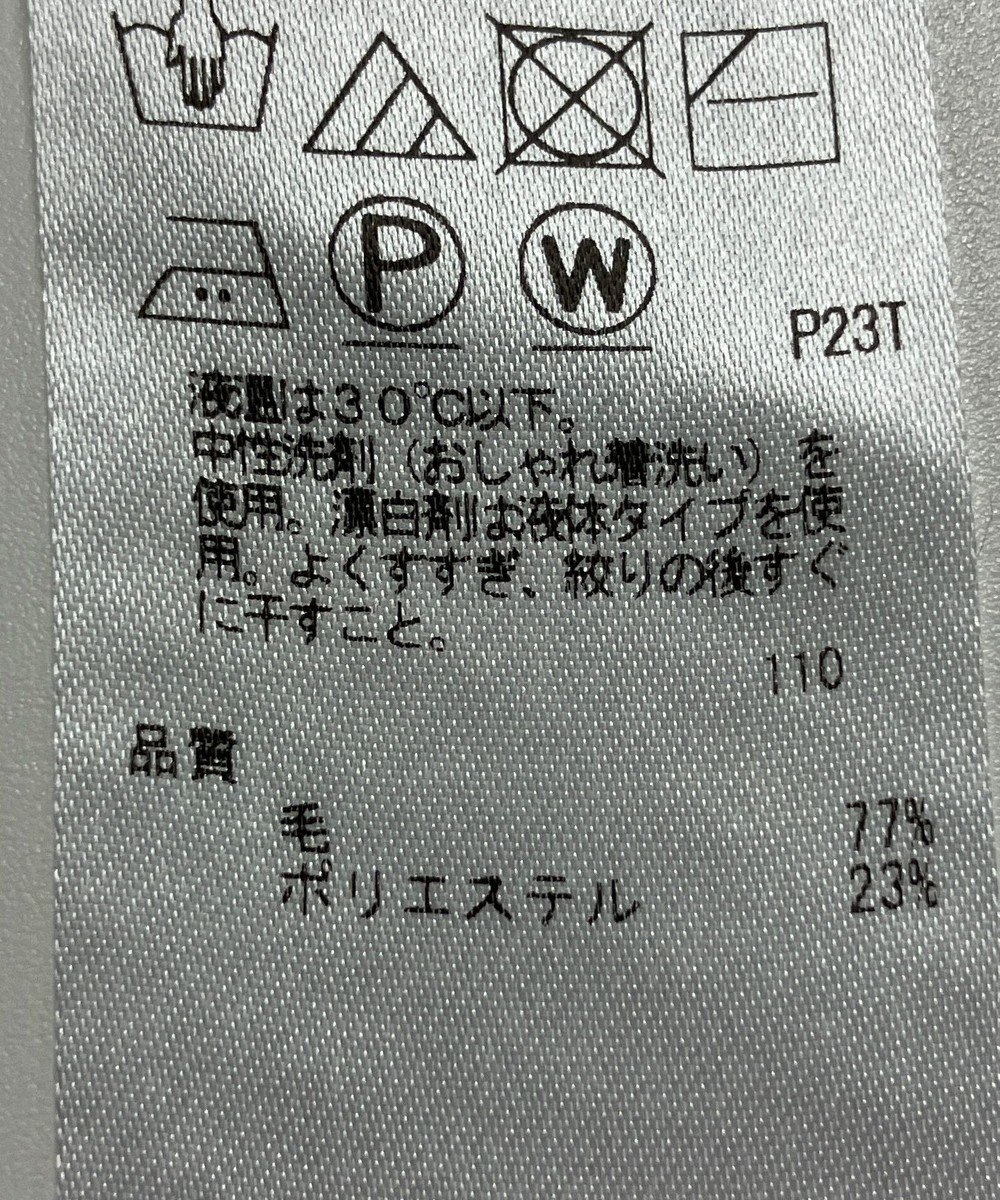 P
W
P23T
液温は30℃以下。
中性洗剤（おしゃれ着洗い）を
使用。漂白剤は液体タイプを使
用。よくすすぎ、絞りの後すぐ
に干すこと。
110
品質
毛 77%
ポリエステル 23%